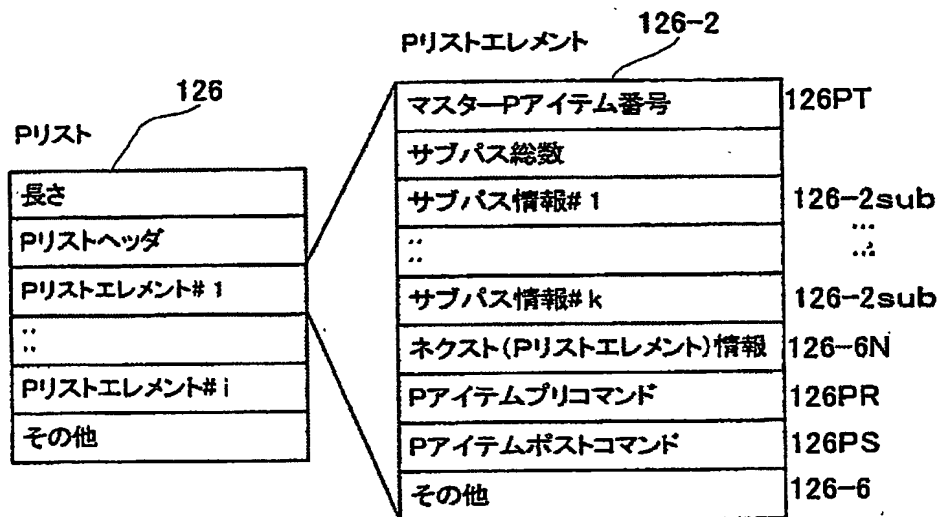 126
Pリスト
長さ
Pリストヘッダ
Pリストエレメント#1
:
:
Pリストエレメント#i
その他
Pリストエレメント
126-2
マスターPアイテム番号 126PT
サブパス総数
サブパス情報#1 126-2sub
:
:
サブパス情報#k 126-2sub
ネクスト(Pリストエレメント)情報 126-6N
Pアイテムプリコマンド 126PR
Pアイテムポストコマンド 126PS
その他 126-6